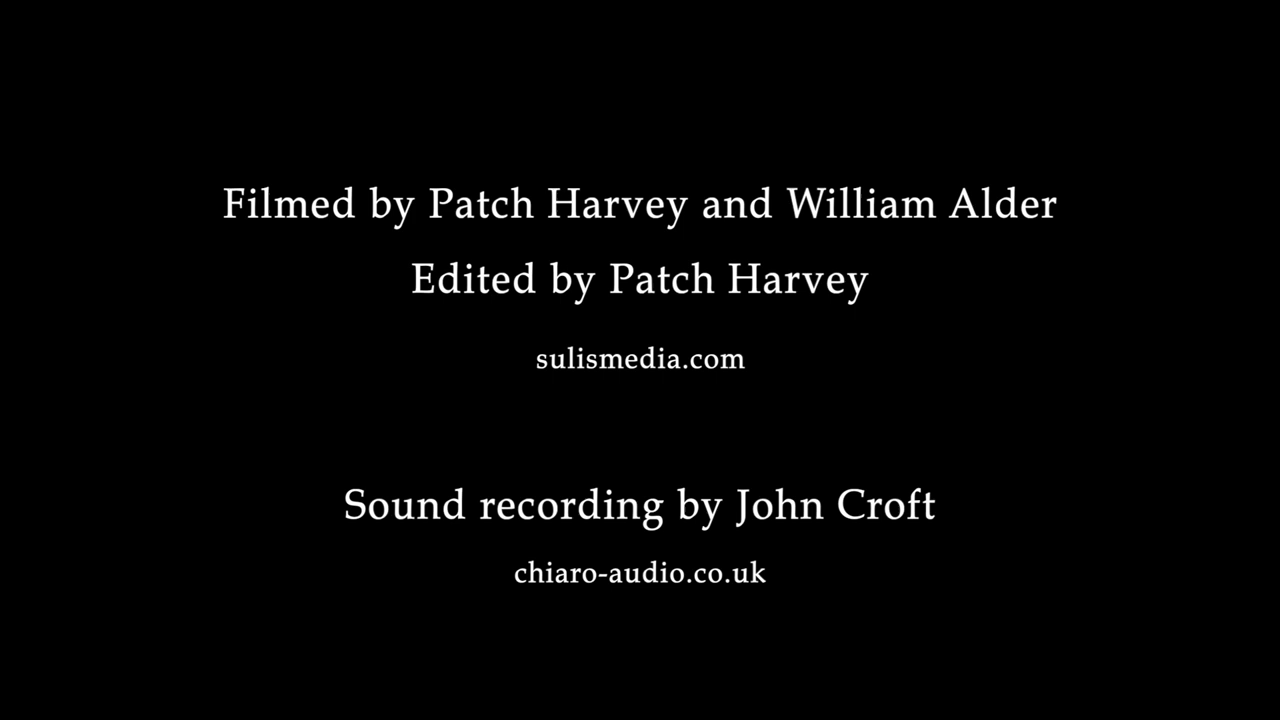 Filmed by Patch Harvey and William Alder
Edited by Patch Harvey
sulismedia.com
Sound recording by John Croft
chiaro-audio.co.uk